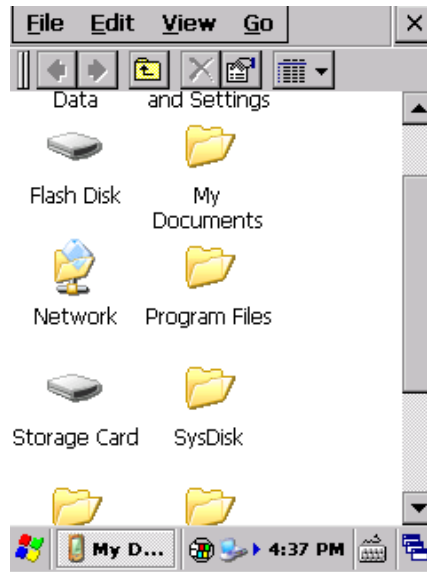 File Edit View Go
Data and Settings
Flash Disk My
Documents
Network Program Files
Storage Card SysDisk
My D... 4:37 PM